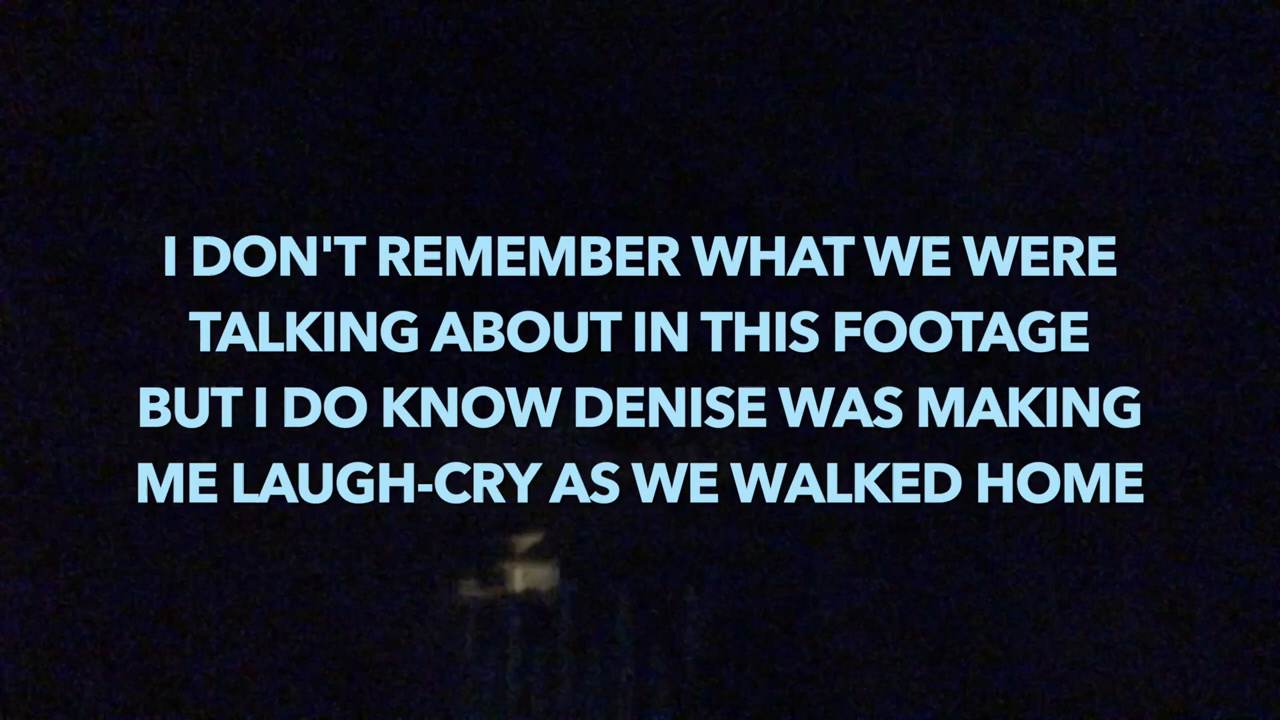 I DON'T REMEMBER WHAT WE WERE
TALKING ABOUT IN THIS FOOTAGE
BUT I DO KNOW DENISE WAS MAKING
ME LAUGH-CRY AS WE WALKED HOME